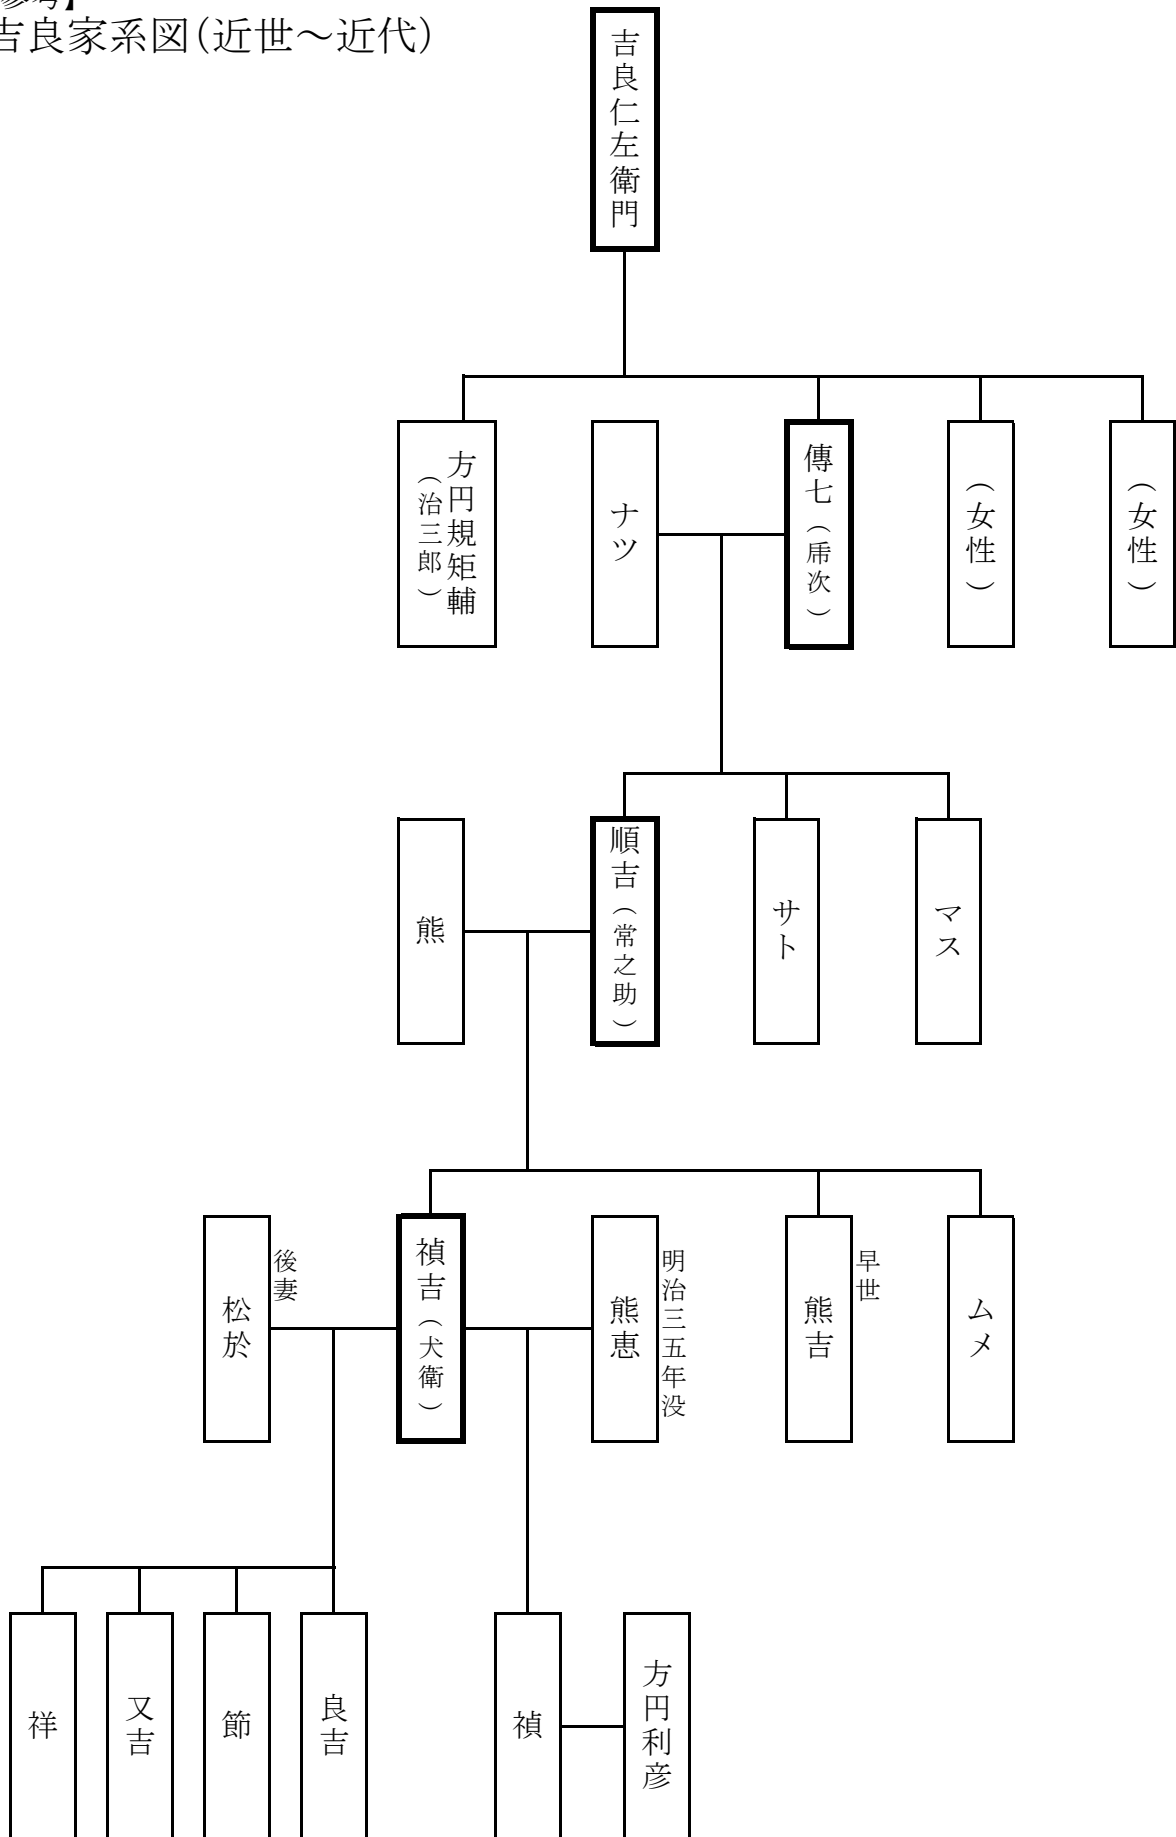 参考】
吉良家系図(近世～近代)
吉良仁左衛門
(女性)
(女性)
傳七(乕次)
ナツ
方円規矩輔
(治三郎)
マス
サト
順吉(常之助)
熊
ムメ
早世
熊吉
明治三五年没
熊恵
禎吉(犬衛)
後妻
松於
方円利彦
禎
良吉
節
又吉
祥